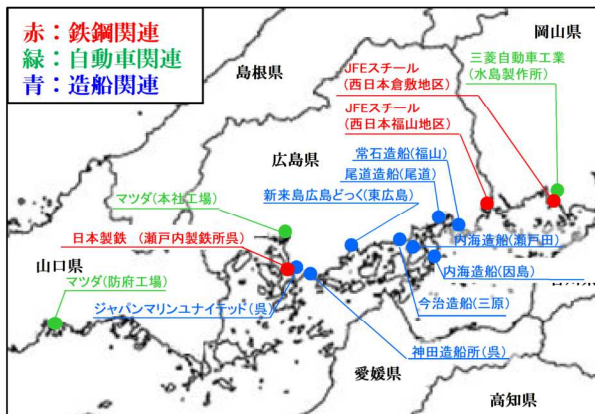 赤：鉄鋼関連
緑：自動車関連
青：造船関連
岡山県
島根県
三菱自動車工業
(水島製作所)
JFEスチール
(西日本倉敷地区)
JFEスチール
(西日本福山地区)
広島県
常石造船(福山)
尾道造船(尾道)
新来島広島どっく(東広島)
マツダ(本社工場)
日本製鉄 (瀬戸内製鉄所呉)
内海造船(瀬戸田)
山口県
内海造船(因島)
マツダ(防府工場)
ジャパンマリンユナイテッド(呉)
今治造船(三原)
神田造船所(呉)
愛媛県
高知県